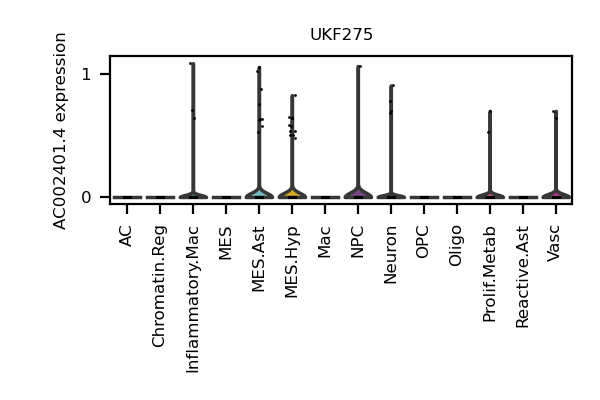 UKF275
AC002401.4 expression
1
0
AC
Chromatin.Reg
Inflammatory.Mac
MES
MES.Ast
MES.Hyp
Mac
NPC
Neuron
OPC
Oligo
Prolif.Metab
Reactive.Ast
Vasc